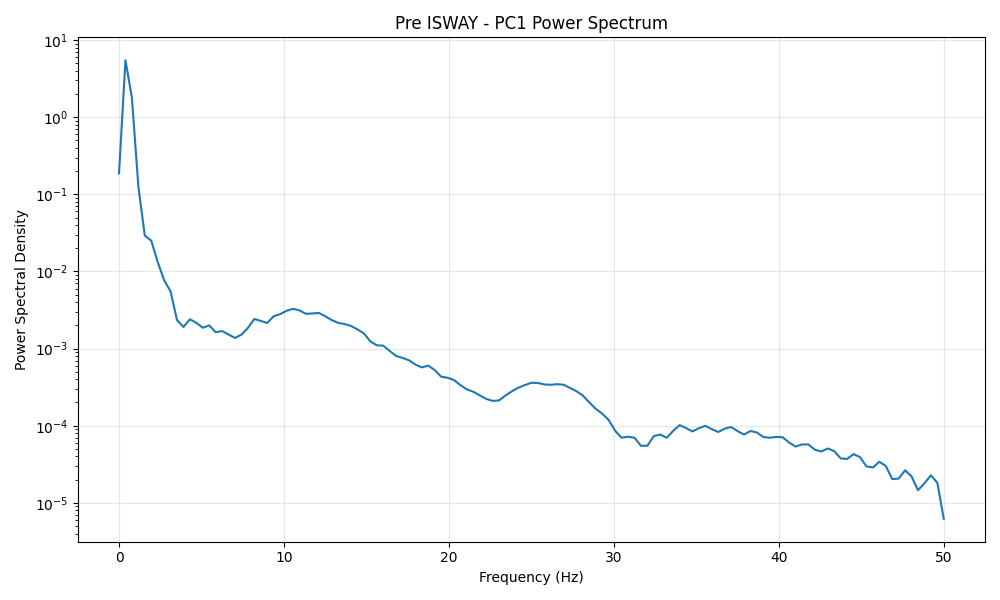 Pre ISWAY - PC1 Power Spectrum
10¹
10⁰
10⁻¹
10⁻²
10⁻³
10⁻⁴
10⁻⁵
Power Spectral Density
0 10 20 30 40 50
Frequency (Hz)